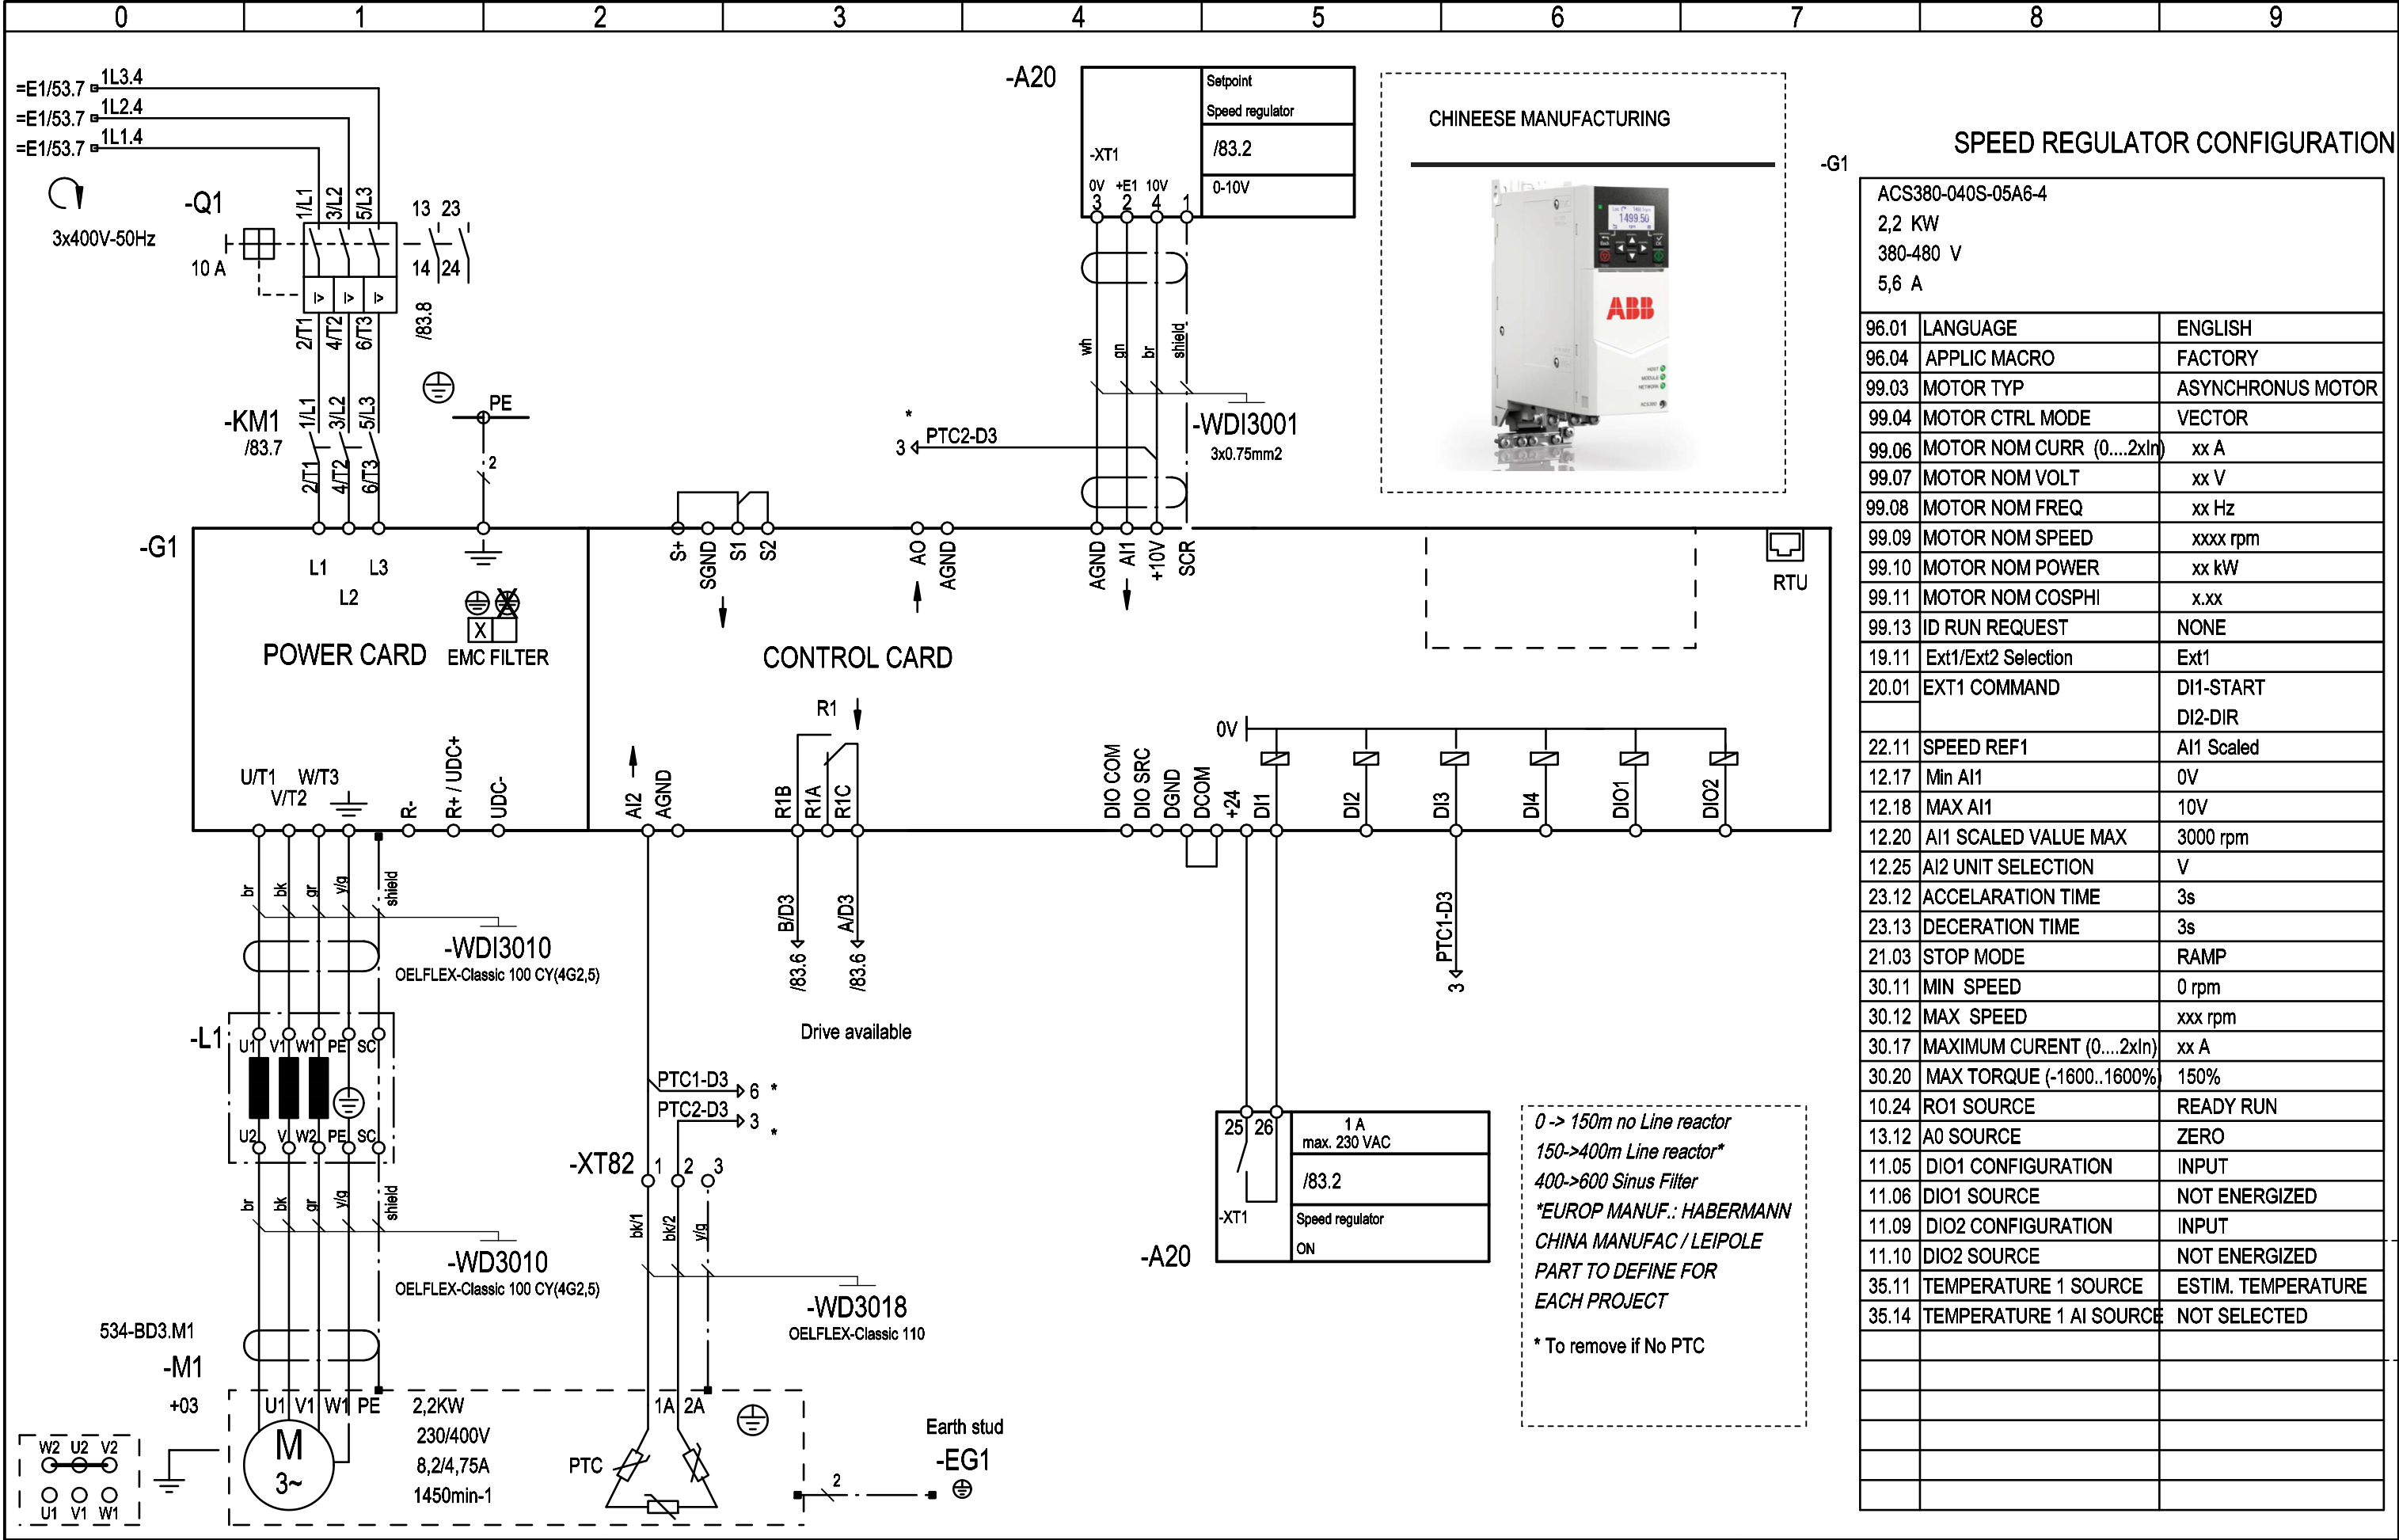 0 1 2 3 4 5 6 7 8 9
=E1/53.7 1L3.4
=E1/53.7 1L2.4
=E1/53.7 1L1.4
3x400V-50Hz
-Q1
10 A
1/L1 3/L2 5/L3
13 23
14 24
I> I> I>
2/T1 4/T2 6/T3
/83.8
-KM1
/83.7
1/L1 3/L2 5/L3
2/T1 4/T2 6/T3
PE
2
-A20
Setpoint
Speed regulator
/83.2
0-10V
-XT1
0V +E1 10V
3 2 4 1
wh gn br shield
-WDI3001
3x0.75mm2
*
3 PTC2-D3
CHINEESE MANUFACTURING
1499.50
ABB
HOST
MODULE
NETWORK
ACS380
-G1
L1 L3
L2
POWER CARD
X
EMC FILTER
S+ SGND S1 S2
AO AGND
AGND AI1 +10V SCR
RTU
CONTROL CARD
R1
0V
U/T1 W/T3
V/T2
R- R+ / UDC+ UDC-
AI2 AGND
R1B R1A R1C
DIO COM DIO SRC DGND DCOM +24 DI1 DI2 DI3 DI4 DIO1 DIO2
br bk gr y/g shield
-WDI3010
OELFLEX-Classic 100 CY(4G2,5)
B/D3 A/D3
/83.6 /83.6
Drive available
PTC1-D3
3
-L1
U1 V1 W1 PE SC
U2 V W2 PE SC
PTC1-D3 6 *
PTC2-D3 3 *
-XT82 1 2 3
br bk gr y/g shield
-WD3010
OELFLEX-Classic 100 CY(4G2,5)
bk/1 bk/2 y/g
-WD3018
OELFLEX-Classic 110
25 26
1 A
max. 230 VAC
/83.2
-XT1
Speed regulator
ON
-A20
0 -> 150m no Line reactor
150->400m Line reactor*
400->600 Sinus Filter
*EUROP MANUF.: HABERMANN
CHINA MANUFAC / LEIPOLE
PART TO DEFINE FOR
EACH PROJECT
* To remove if No PTC
534-BD3.M1
-M1
+03
U1 V1 W1 PE
M
3~
2,2KW
230/400V
8,2/4,75A
1450min-1
1A 2A
PTC
2
Earth stud
-EG1
W2 U2 V2
U1 V1 W1
SPEED REGULATOR CONFIGURATION
-G1
ACS380-040S-05A6-4
2,2 KW
380-480 V
5,6 A
96.01 LANGUAGE ENGLISH
96.04 APPLIC MACRO FACTORY
99.03 MOTOR TYP ASYNCHRONUS MOTOR
99.04 MOTOR CTRL MODE VECTOR
99.06 MOTOR NOM CURR (0....2xIn) xx A
99.07 MOTOR NOM VOLT xx V
99.08 MOTOR NOM FREQ xx Hz
99.09 MOTOR NOM SPEED xxxx rpm
99.10 MOTOR NOM POWER xx kW
99.11 MOTOR NOM COSPHI x.xx
99.13 ID RUN REQUEST NONE
19.11 Ext1/Ext2 Selection Ext1
20.01 EXT1 COMMAND DI1-START
DI2-DIR
22.11 SPEED REF1 AI1 Scaled
12.17 Min AI1 0V
12.18 MAX AI1 10V
12.20 AI1 SCALED VALUE MAX 3000 rpm
12.25 AI2 UNIT SELECTION V
23.12 ACCELARATION TIME 3s
23.13 DECERATION TIME 3s
21.03 STOP MODE RAMP
30.11 MIN SPEED 0 rpm
30.12 MAX SPEED xxx rpm
30.17 MAXIMUM CURENT (0....2xIn) xx A
30.20 MAX TORQUE (-1600..1600%) 150%
10.24 RO1 SOURCE READY RUN
13.12 A0 SOURCE ZERO
11.05 DIO1 CONFIGURATION INPUT
11.06 DIO1 SOURCE NOT ENERGIZED
11.09 DIO2 CONFIGURATION INPUT
11.10 DIO2 SOURCE NOT ENERGIZED
35.11 TEMPERATURE 1 SOURCE ESTIM. TEMPERATURE
35.14 TEMPERATURE 1 AI SOURCE NOT SELECTED